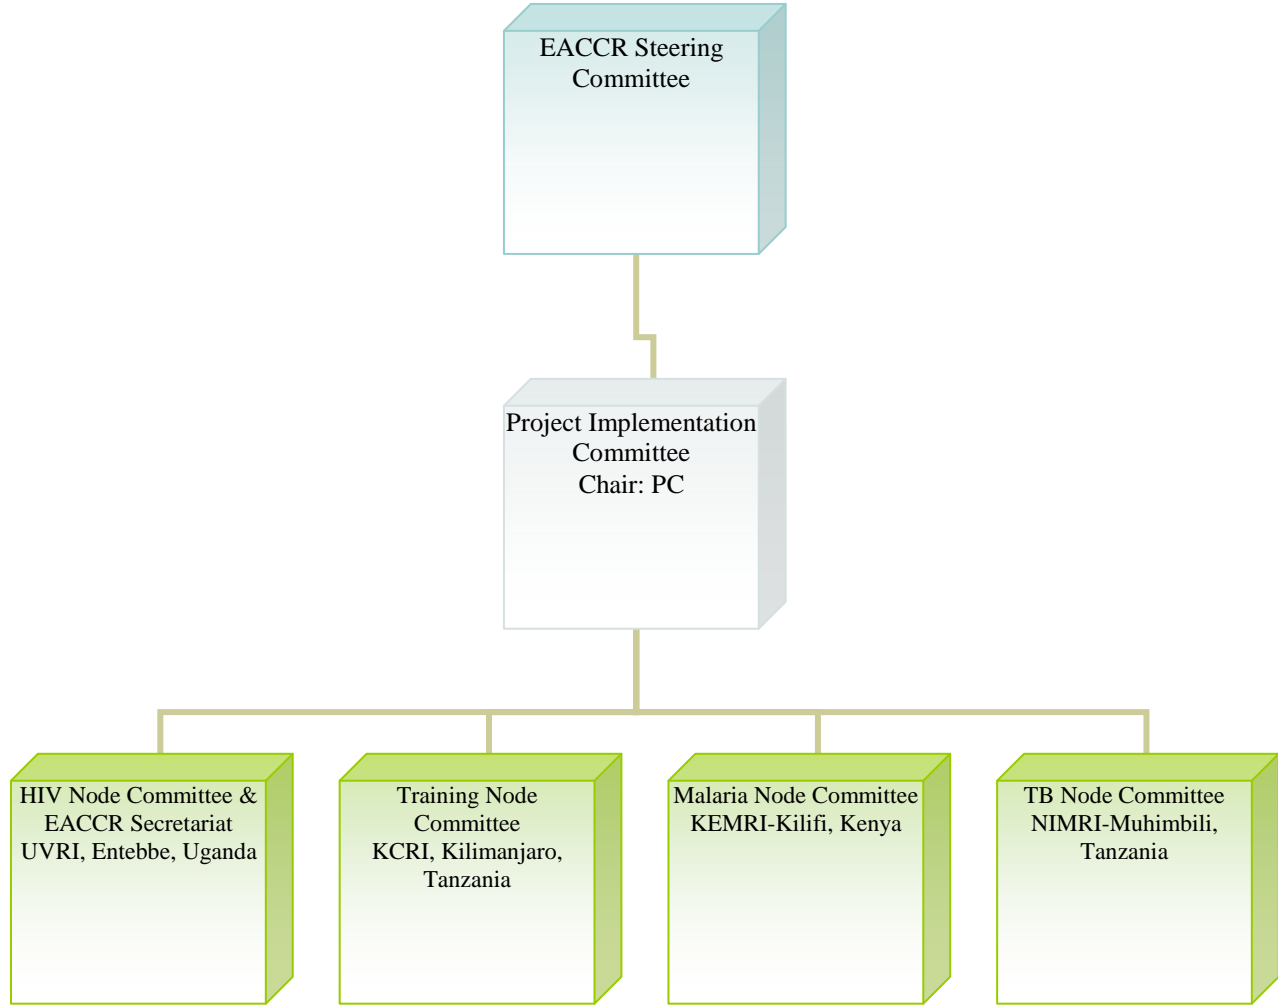 EACCR Steering
Committee
Project Implementation
Committee
Chair: PC
HIV Node Committee &
EACCR Secretariat
UVRI, Entebbe, Uganda
Training Node
Committee
KCRI, Kilimanjaro,
Tanzania
Malaria Node Committee
KEMRI-Kilifi, Kenya
TB Node Committee
NIMRI-Muhimbili,
Tanzania